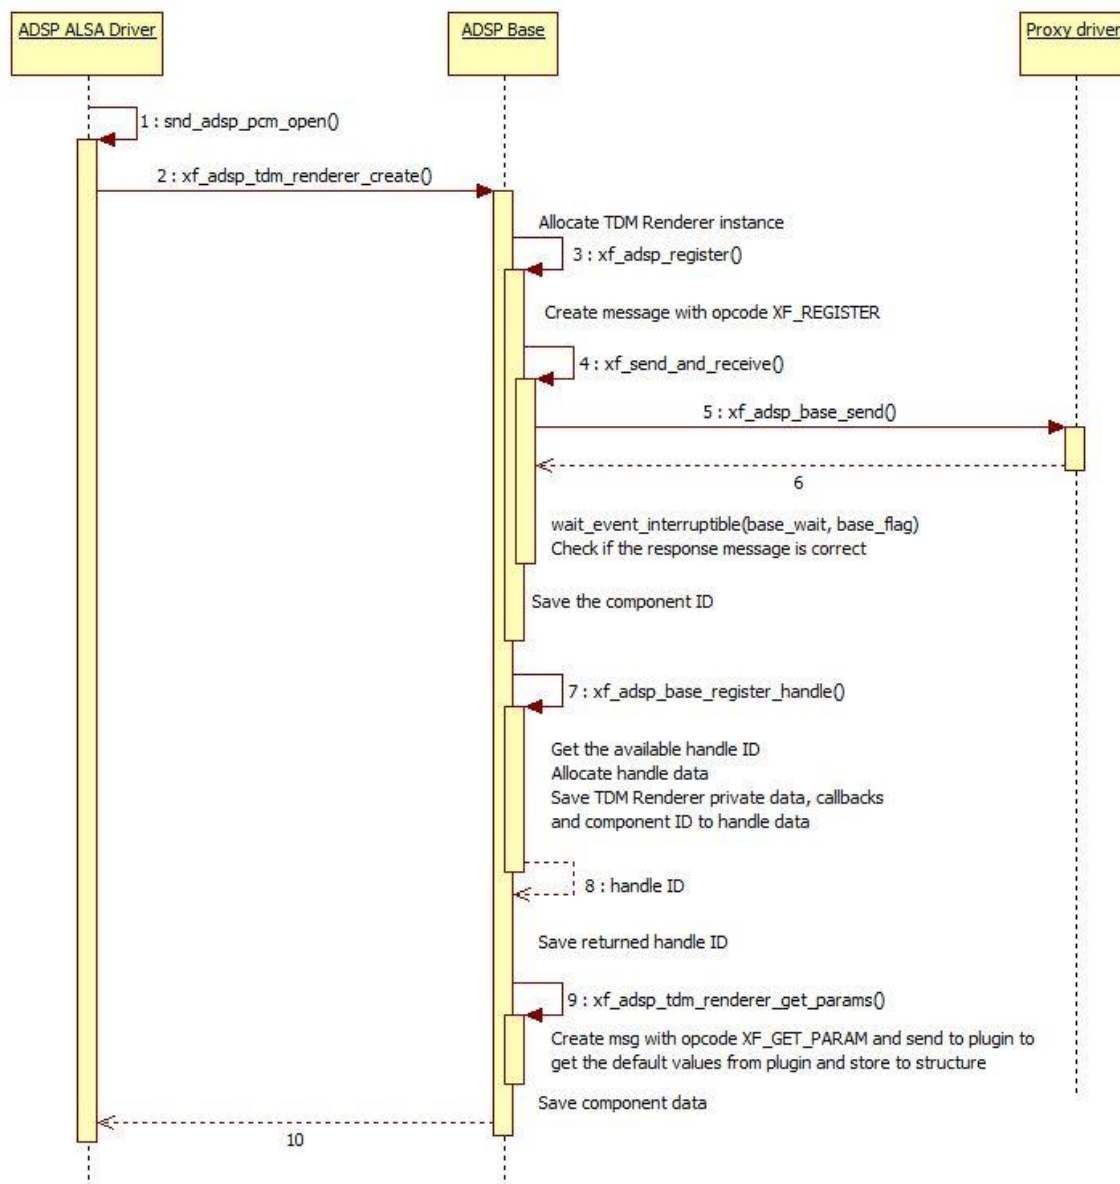 ADSP ALSA Driver
ADSP Base
Proxy driver
1 : snd_adsp_pcm_open()
2 : xf_adsp_tdm_renderer_create()
Allocate TDM Renderer instance
3 : xf_adsp_register()
Create message with opcode XF_REGISTER
4 : xf_send_and_receive()
5 : xf_adsp_base_send()
6
wait_event_interruptible(base_wait, base_flag)
Check if the response message is correct
Save the component ID
7 : xf_adsp_base_register_handle()
Get the available handle ID
Allocate handle data
Save TDM Renderer private data, callbacks
and component ID to handle data
8 : handle ID
Save returned handle ID
9 : xf_adsp_tdm_renderer_get_params()
Create msg with opcode XF_GET_PARAM and send to plugin to
get the default values from plugin and store to structure
Save component data
10